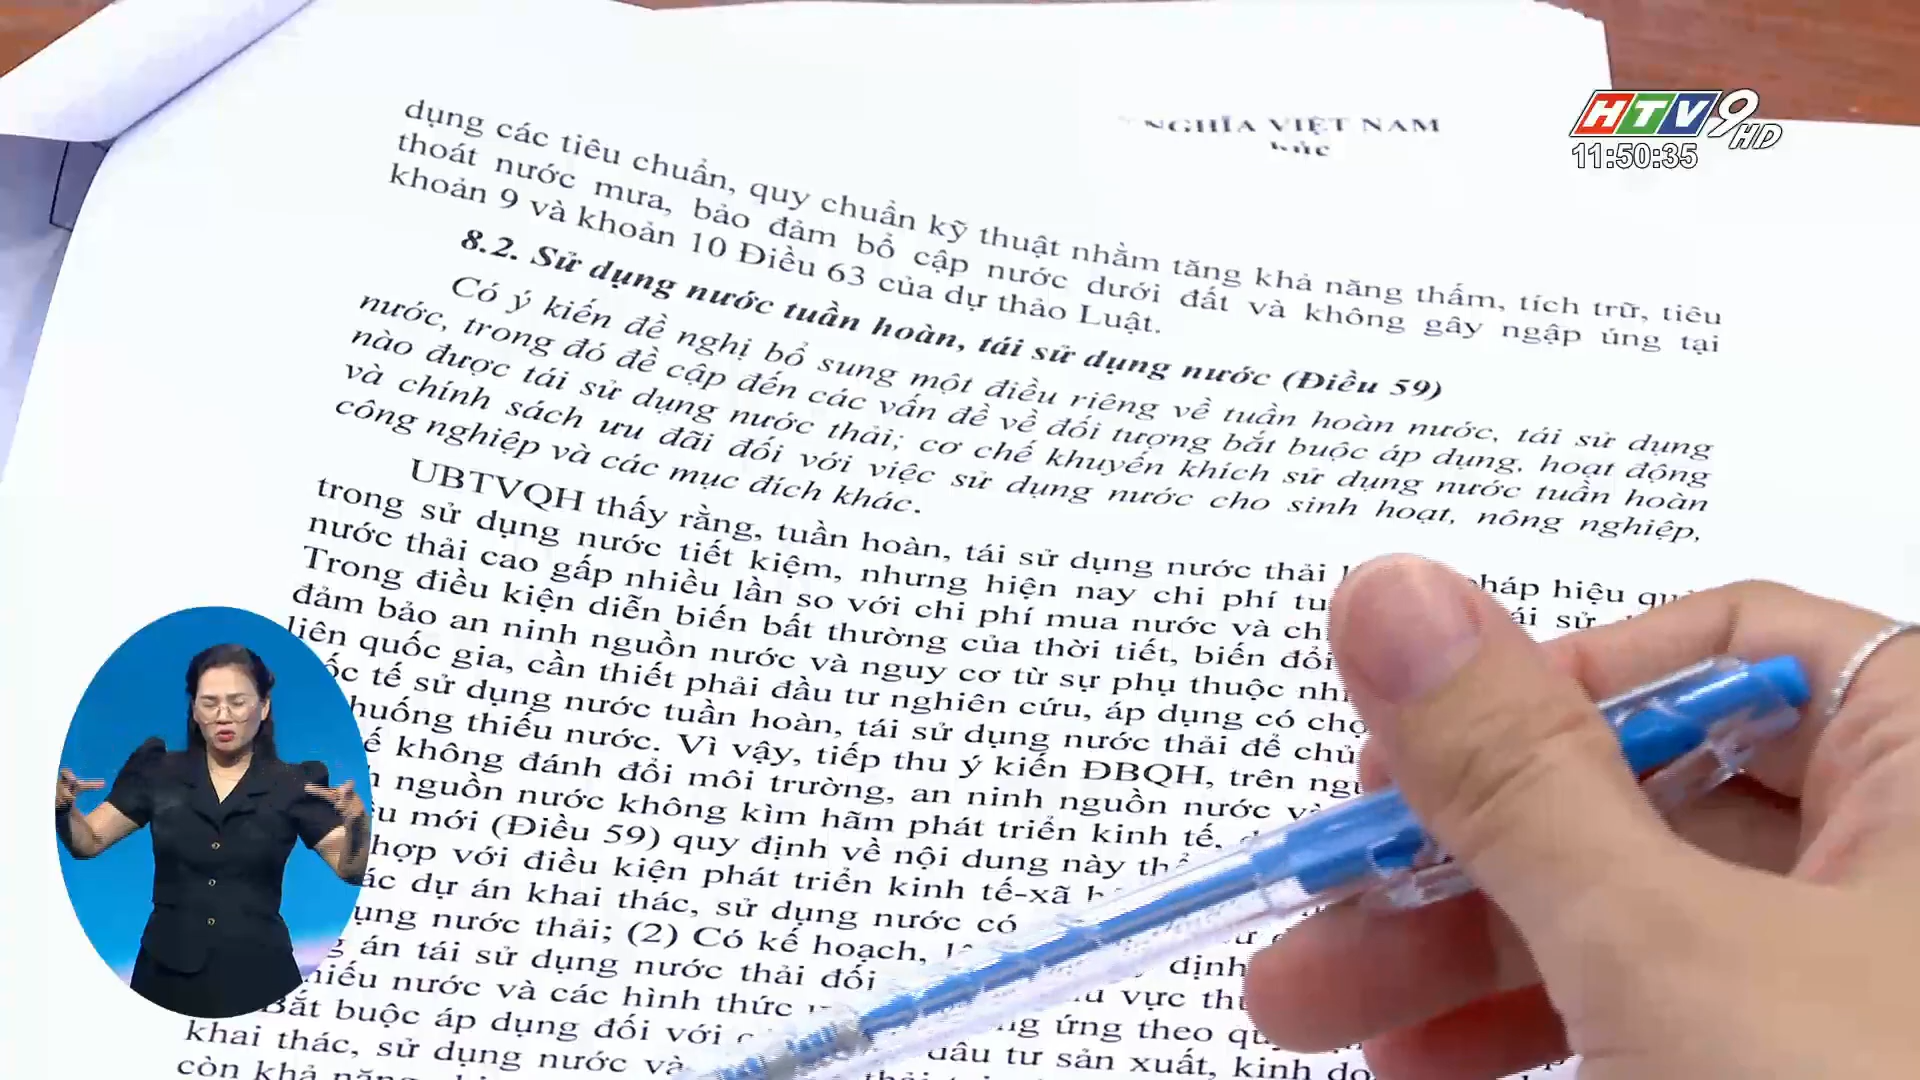 HTV9 HD
11:50:35
NGHĨA VIỆT NAM
dụng các tiêu chuẩn, quy chuẩn kỹ thuật nhằm tăng khả năng thấm, tích trữ, tiêu
thoát nước mưa, bảo đảm bổ cập nước dưới đất và không gây ngập úng tại
khoản 9 và khoản 10 Điều 63 của dự thảo Luật.
8.2. Sử dụng nước tuần hoàn, tái sử dụng nước (Điều 59)
Có ý kiến đề nghị bổ sung một điều riêng về tuần hoàn nước, tái sử dụng
nước, trong đó đề cập đến các vấn đề về đối tượng bắt buộc áp dụng, hoạt động
nào được tái sử dụng nước thải; cơ chế khuyến khích sử dụng nước tuần hoàn
và chính sách ưu đãi đối với việc sử dụng nước cho sinh hoạt, nông nghiệp,
công nghiệp và các mục đích khác.
UBTVQH thấy rằng, tuần hoàn, tái sử dụng nước thải pháp hiệu quả
trong sử dụng nước tiết kiệm, nhưng hiện nay chi phí tái sử
nước thải cao gấp nhiều lần so với chi phí mua nước và
Trong điều kiện diễn biến bất thường của thời tiết, biến đổi
đảm bảo an ninh nguồn nước và nguy cơ từ sự phụ thuộc
liên quốc gia, cần thiết phải đầu tư nghiên cứu, áp dụng có
tế sử dụng nước tuần hoàn, tái sử dụng nước thải để chủ
huống thiếu nước. Vì vậy, tiếp thu ý kiến ĐBQH, trên
không đánh đổi môi trường, an ninh nguồn nước
nguồn nước không kìm hãm phát triển kinh tế,
mới (Điều 59) quy định về nội dung này
hợp với điều kiện phát triển kinh tế-xã
dự án khai thác, sử dụng nước có
dụng nước thải; (2) Có kế hoạch,
án tái sử dụng nước thải đối định
thiếu nước và các hình thức vực
Bắt buộc áp dụng đối với ứng theo
khai thác, sử dụng nước và đầu tư sản xuất, kinh
còn khả năng